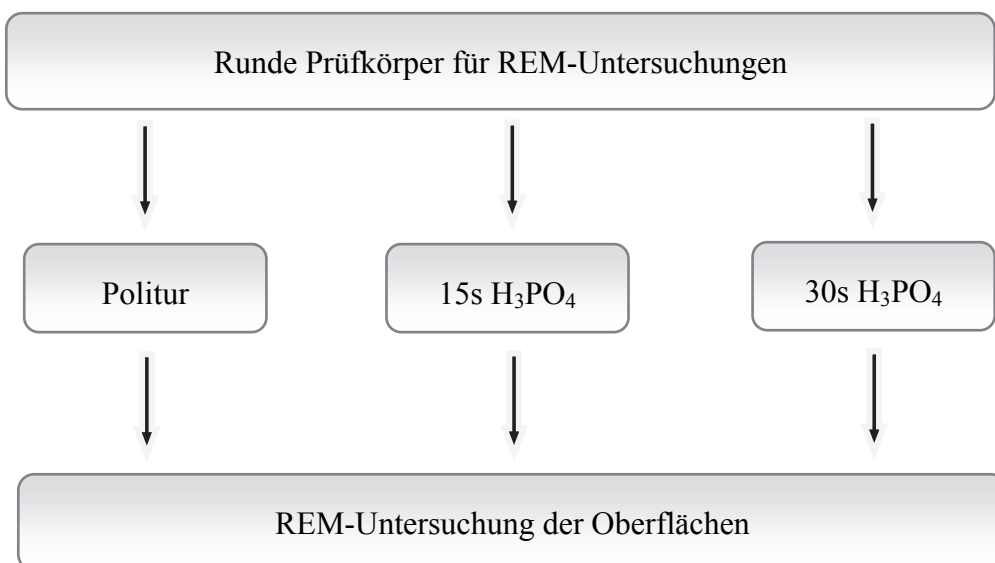 Runde Prüfkörper für REM-Untersuchungen
Politur
15s H₃PO₄
30s H₃PO₄
REM-Untersuchung der Oberflächen